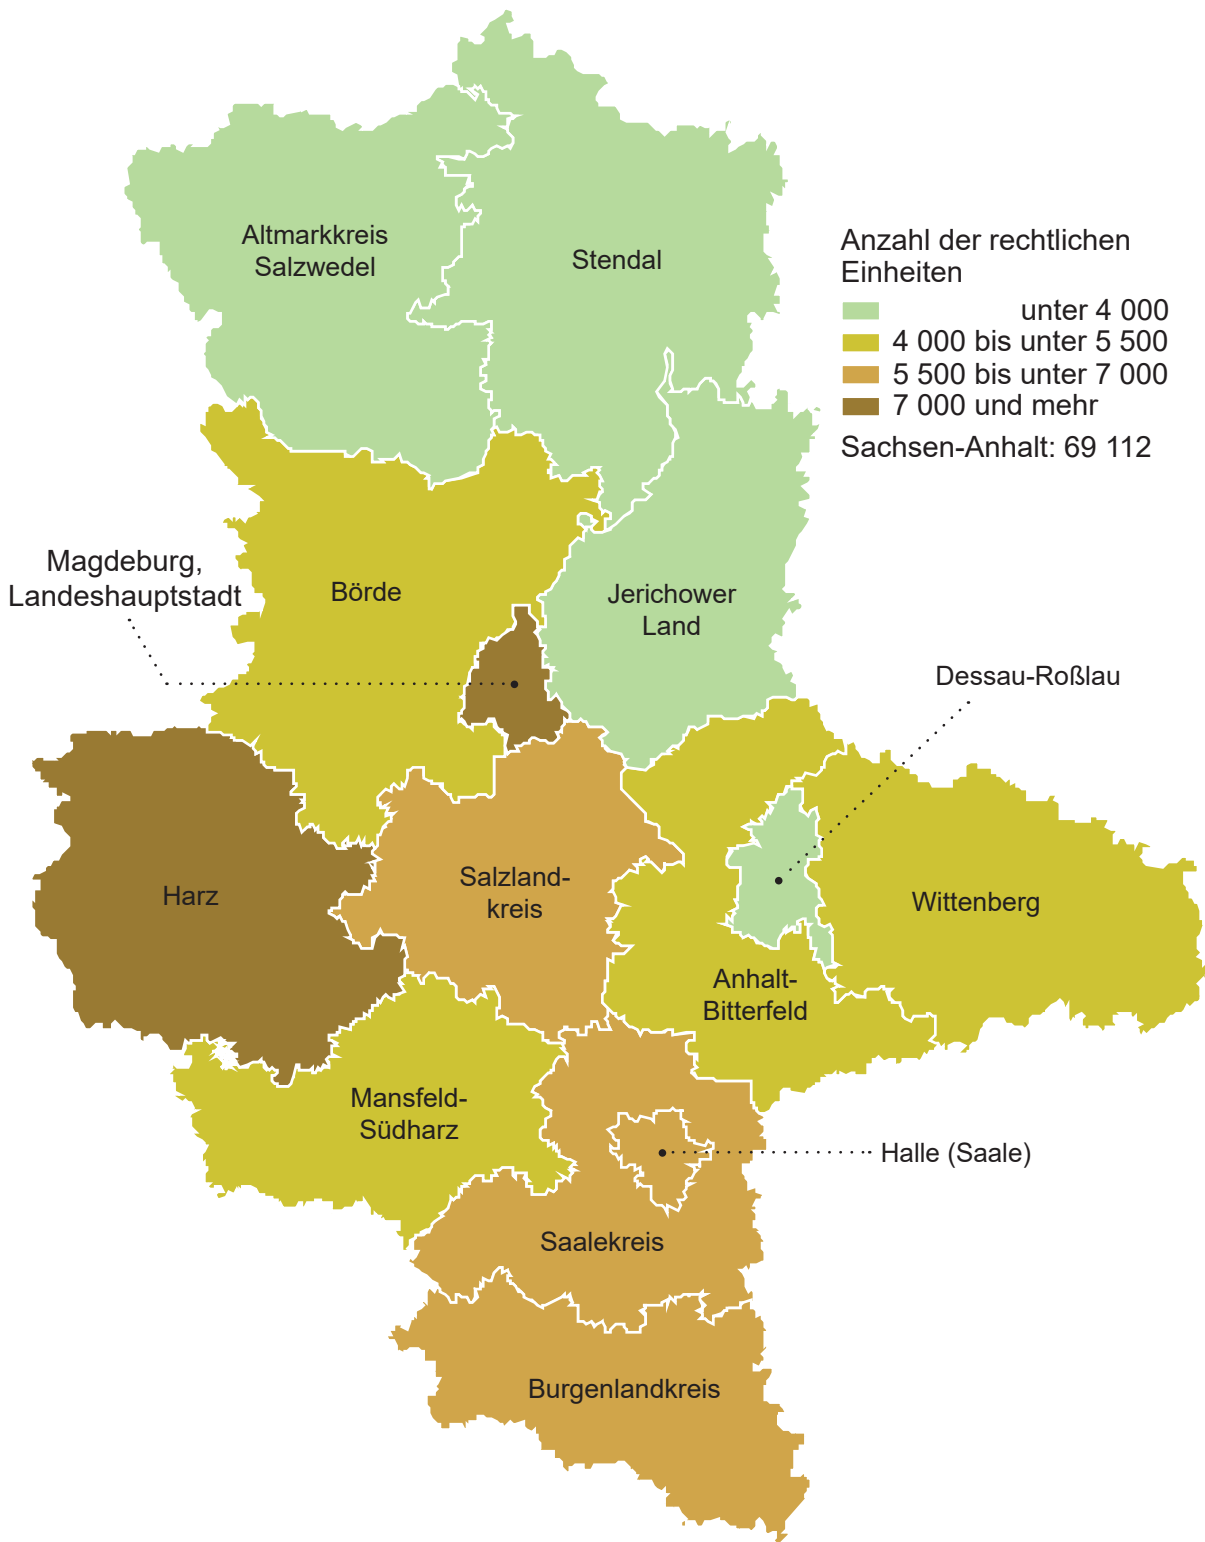 Altmarkkreis
Salzwedel
Stendal
Anzahl der rechtlichen
Einheiten
unter 4 000
4 000 bis unter 5 500
5 500 bis unter 7 000
7 000 und mehr
Sachsen-Anhalt: 69 112
Magdeburg,
Landeshauptstadt
Börde
Jerichower
Land
Dessau-Roßlau
Harz
Salzland-
kreis
Wittenberg
Anhalt-
Bitterfeld
Mansfeld-
Südharz
Halle (Saale)
Saalekreis
Burgenlandkreis